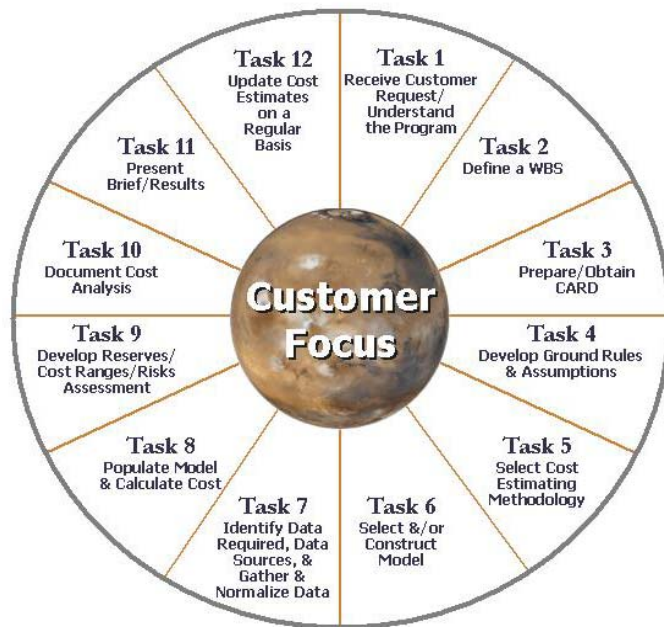 Task 1
Receive Customer
Request/
Understand
the Program
Task 2
Define a WBS
Task 3
Prepare/Obtain
CARD
Task 4
Develop Ground Rules
& Assumptions
Task 5
Select Cost
Estimating
Methodology
Task 6
Select &/or
Construct
Model
Task 7
Identify Data
Required, Data
Sources, &
Gather &
Normalize Data
Task 8
Populate Model
& Calculate Cost
Task 9
Develop Reserves/
Cost Ranges/Risks
Assessment
Task 10
Document Cost
Analysis
Task 11
Present
Brief/Results
Task 12
Update Cost
Estimates
on a
Regular
Basis
Customer
Focus